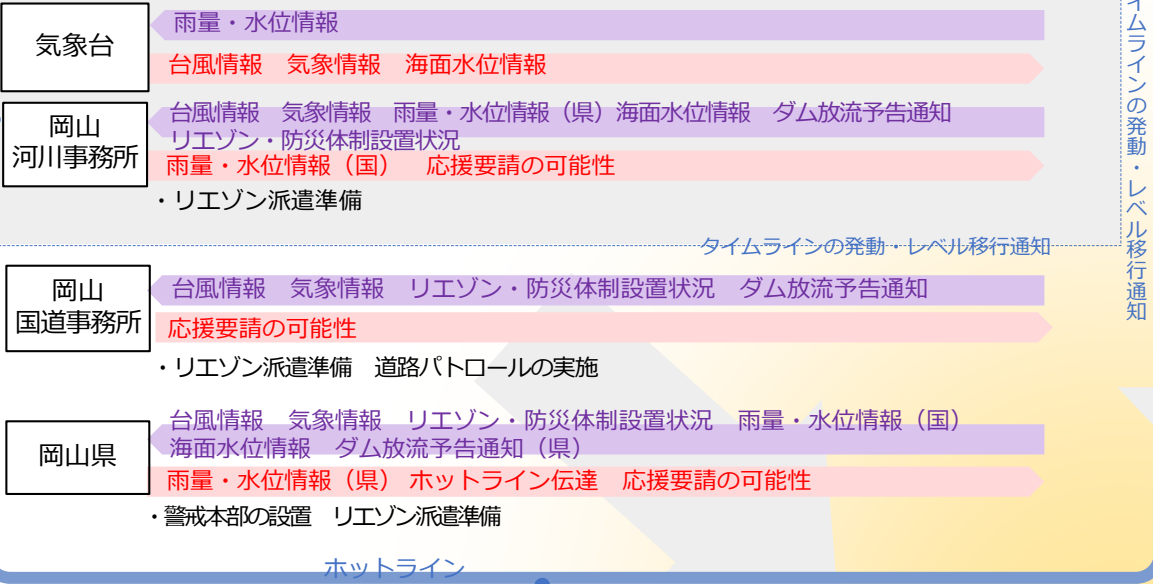 気象台
雨量・水位情報
台風情報　気象情報　海面水位情報
岡山
河川事務所
台風情報　気象情報　雨量・水位情報（県）海面水位情報　ダム放流予告通知
リエゾン・防災体制設置状況
雨量・水位情報（国）　応援要請の可能性
・リエゾン派遣準備
タイムラインの発動・レベル移行通知
岡山
国道事務所
台風情報　気象情報　リエゾン・防災体制設置状況　ダム放流予告通知
応援要請の可能性
・リエゾン派遣準備　道路パトロールの実施
岡山県
台風情報　気象情報　リエゾン・防災体制設置状況　雨量・水位情報（国）
海面水位情報　ダム放流予告通知（県）
雨量・水位情報（県）ホットライン伝達　応援要請の可能性
・警戒本部の設置　リエゾン派遣準備
ホットライン
イムラインの発動・レベル移行通知